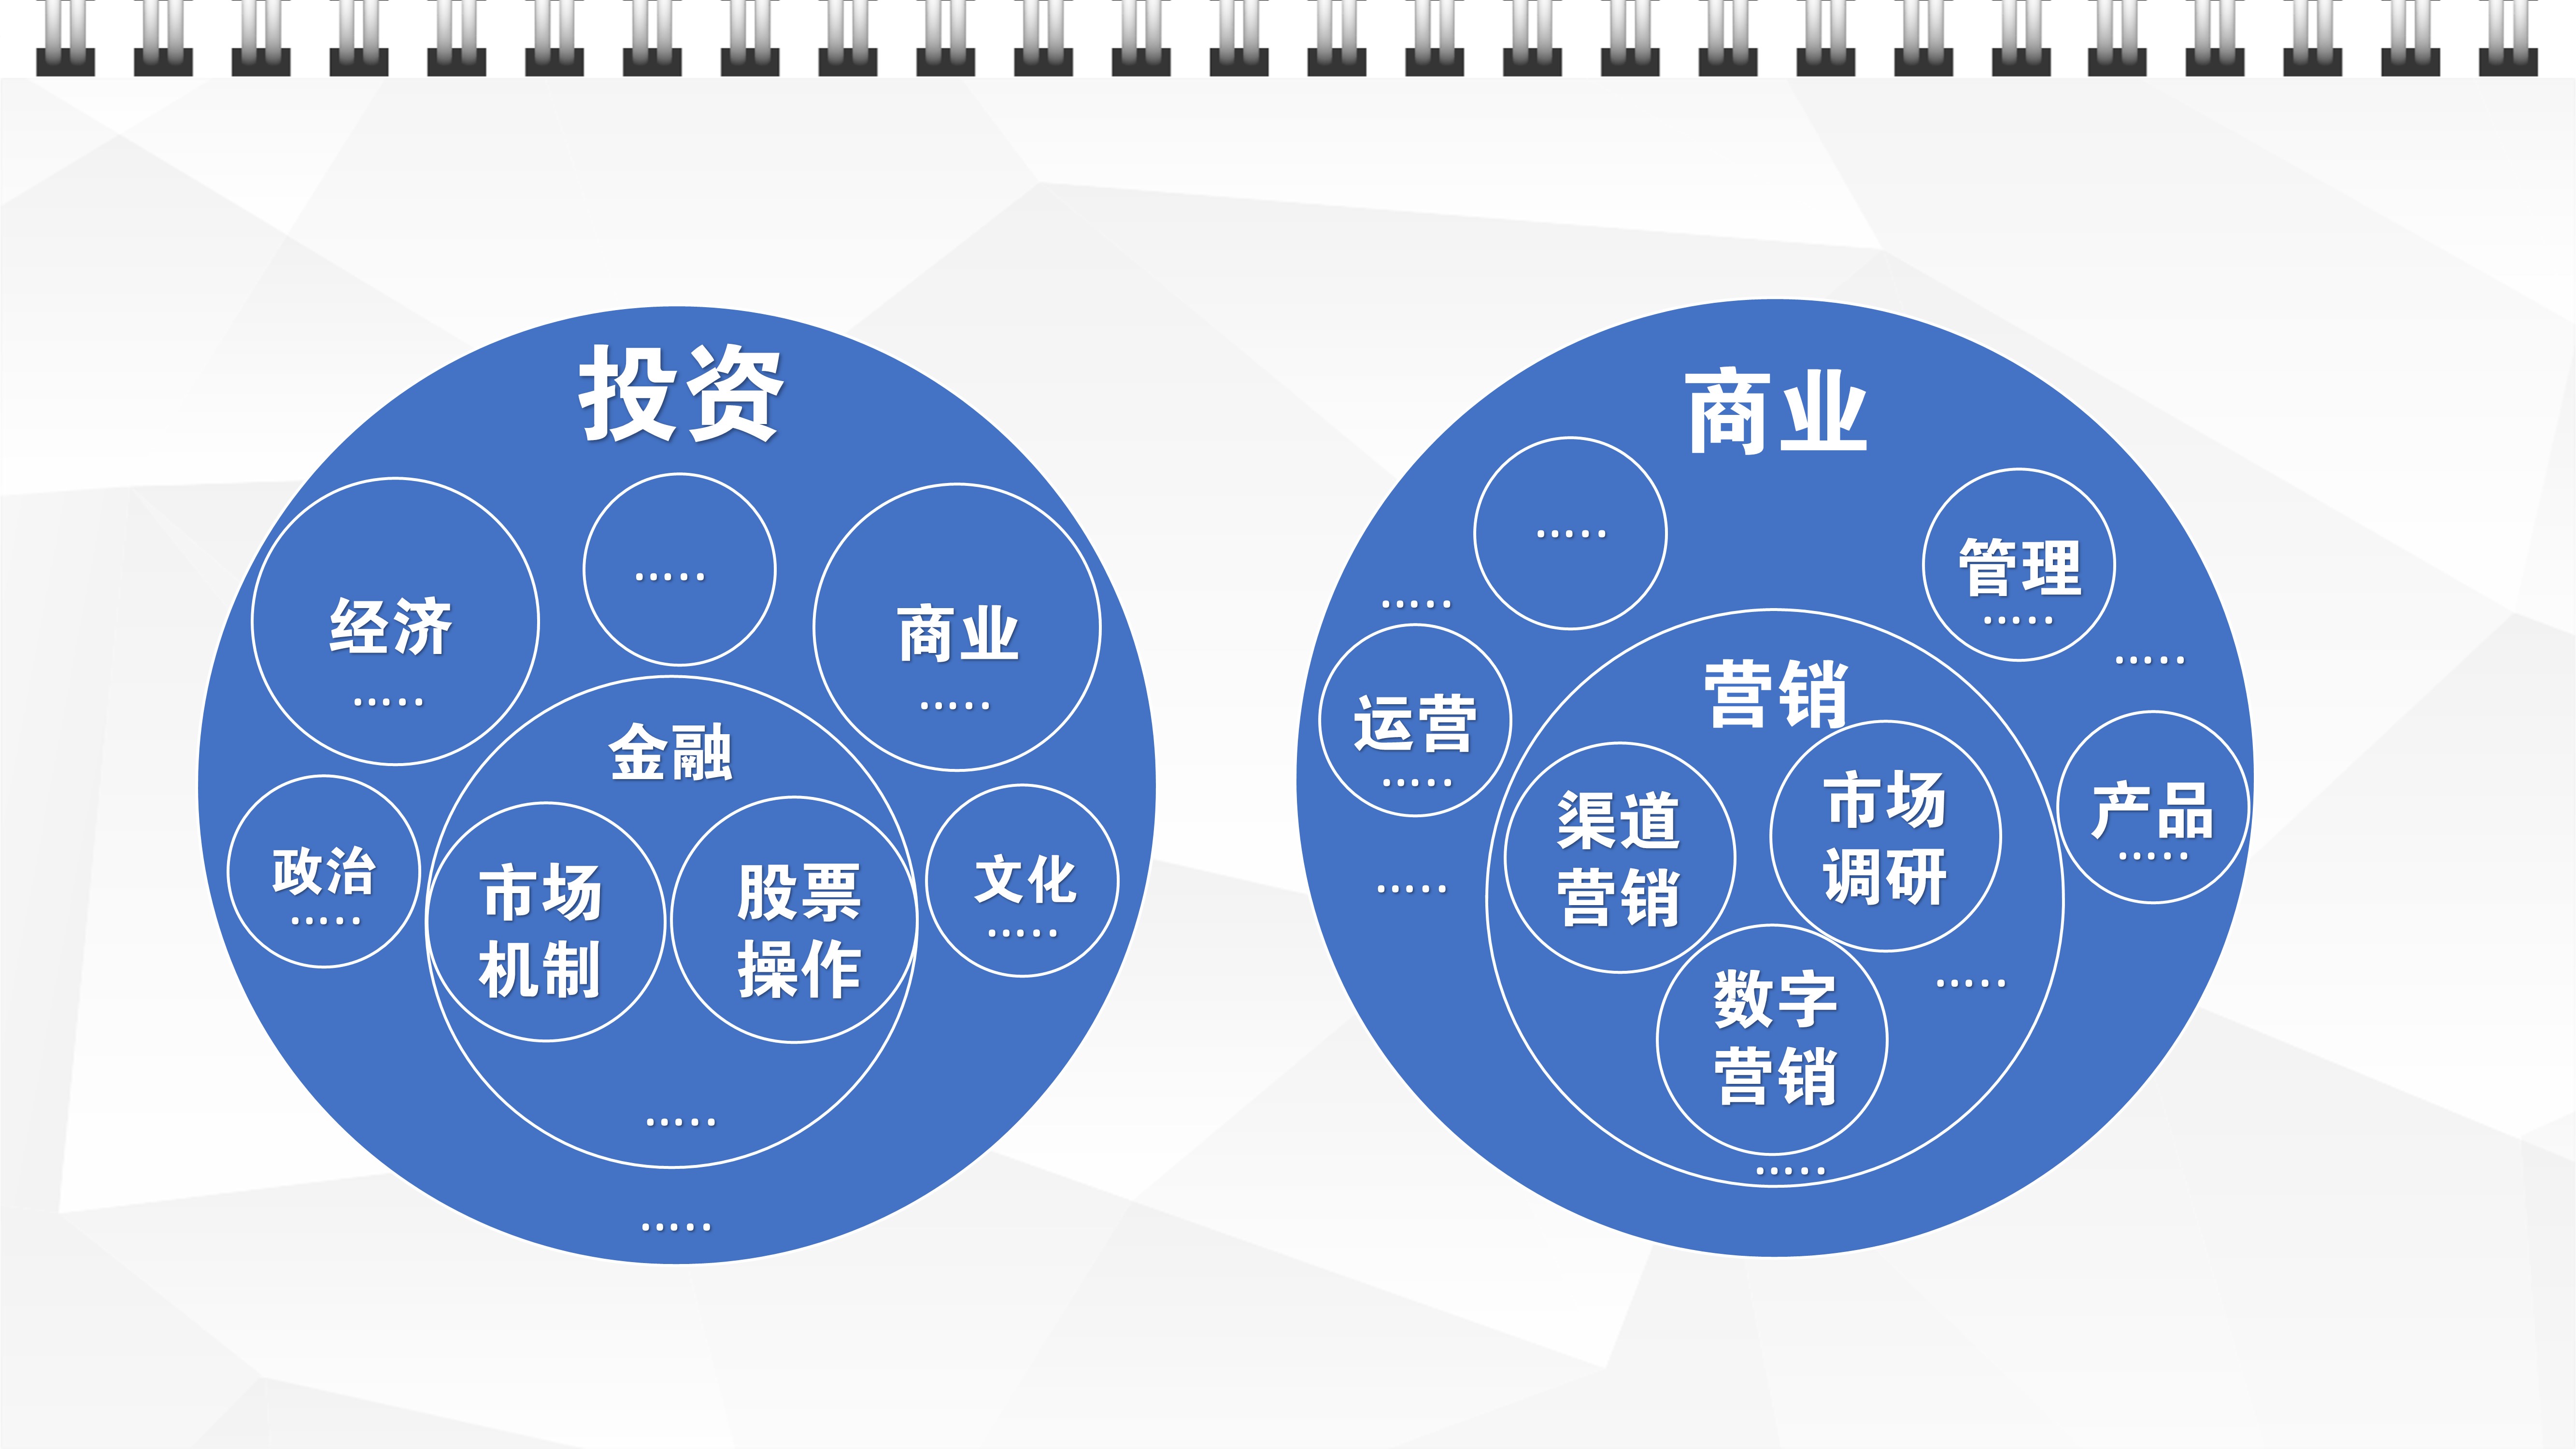 投资
.....
经济
.....
商业
.....
金融
政治
.....
市场
机制
股票
操作
文化
.....
.....
.....
商业
.....
管理
.....
.....
.....
营销
运营
.....
渠道
营销
市场
调研
产品
.....
.....
数字
营销
.....
.....